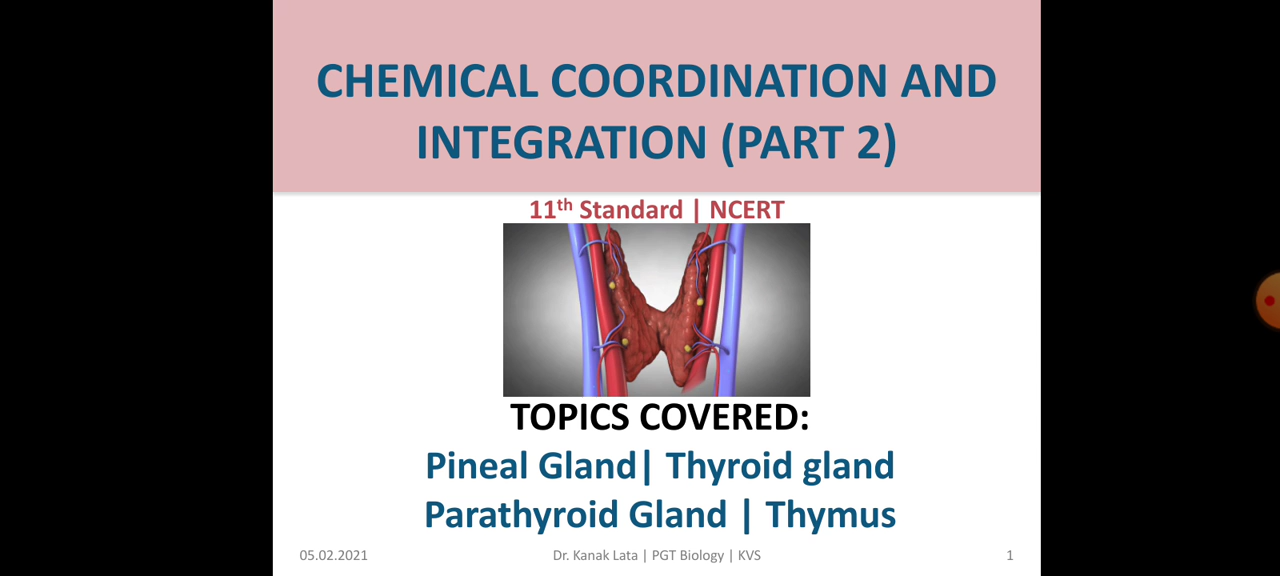 CHEMICAL COORDINATION AND
INTEGRATION (PART 2)
11th Standard | NCERT
TOPICS COVERED:
Pineal Gland| Thyroid gland
Parathyroid Gland | Thymus
05.02.2021 Dr. Kanak Lata | PGT Biology | KVS 1